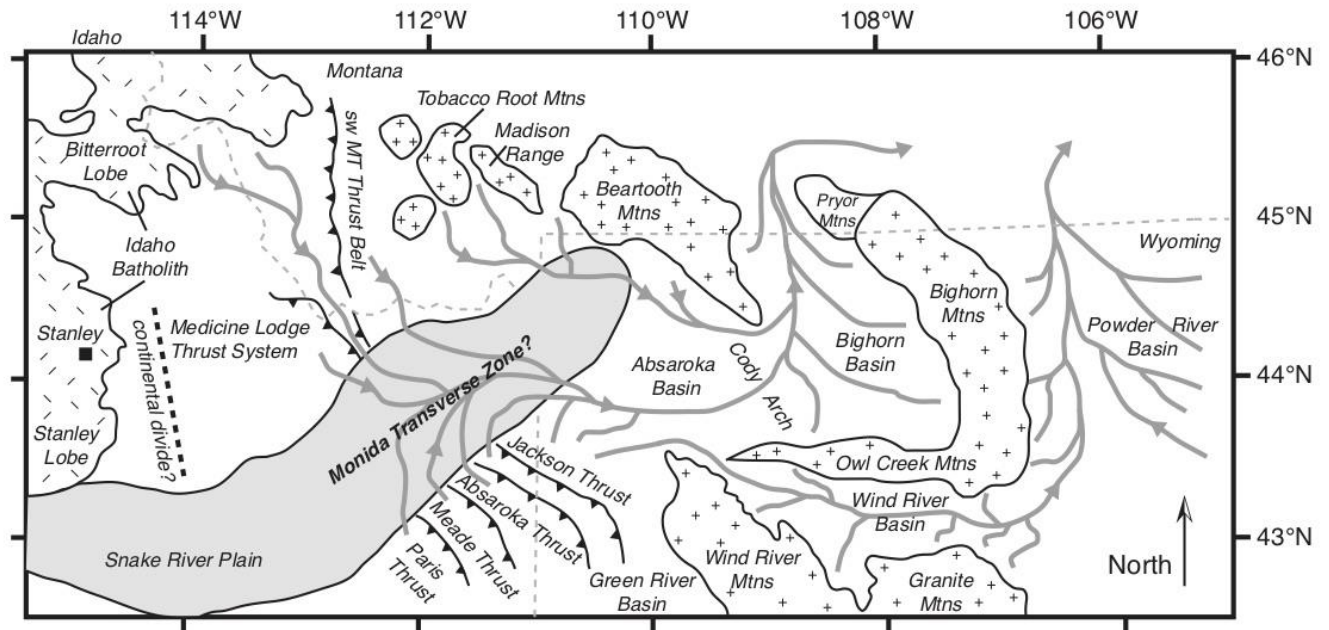 114°W
112°W
110°W
108°W
106°W
Idaho
46°N
Montana
Tobacco Root Mtns
Madison
Range
sw MT Thrust Belt
Bitterroot
Lobe
Beartooth
Mtns
Pryor
Mtns
45°N
Wyoming
Idaho
Batholith
Bighorn
Mtns
Stanley
continental divide?
Medicine Lodge
Thrust System
Powder River
Basin
Monida Transverse Zone?
Absaroka
Basin
Cody
Arch
Bighorn
Basin
44°N
Stanley
Lobe
Jackson Thrust
Owl Creek Mtns
Absaroka Thrust
Wind River
Basin
Meade Thrust
Paris
Thrust
43°N
Snake River Plain
Wind River
Mtns
North
Green River
Basin
Granite
Mtns